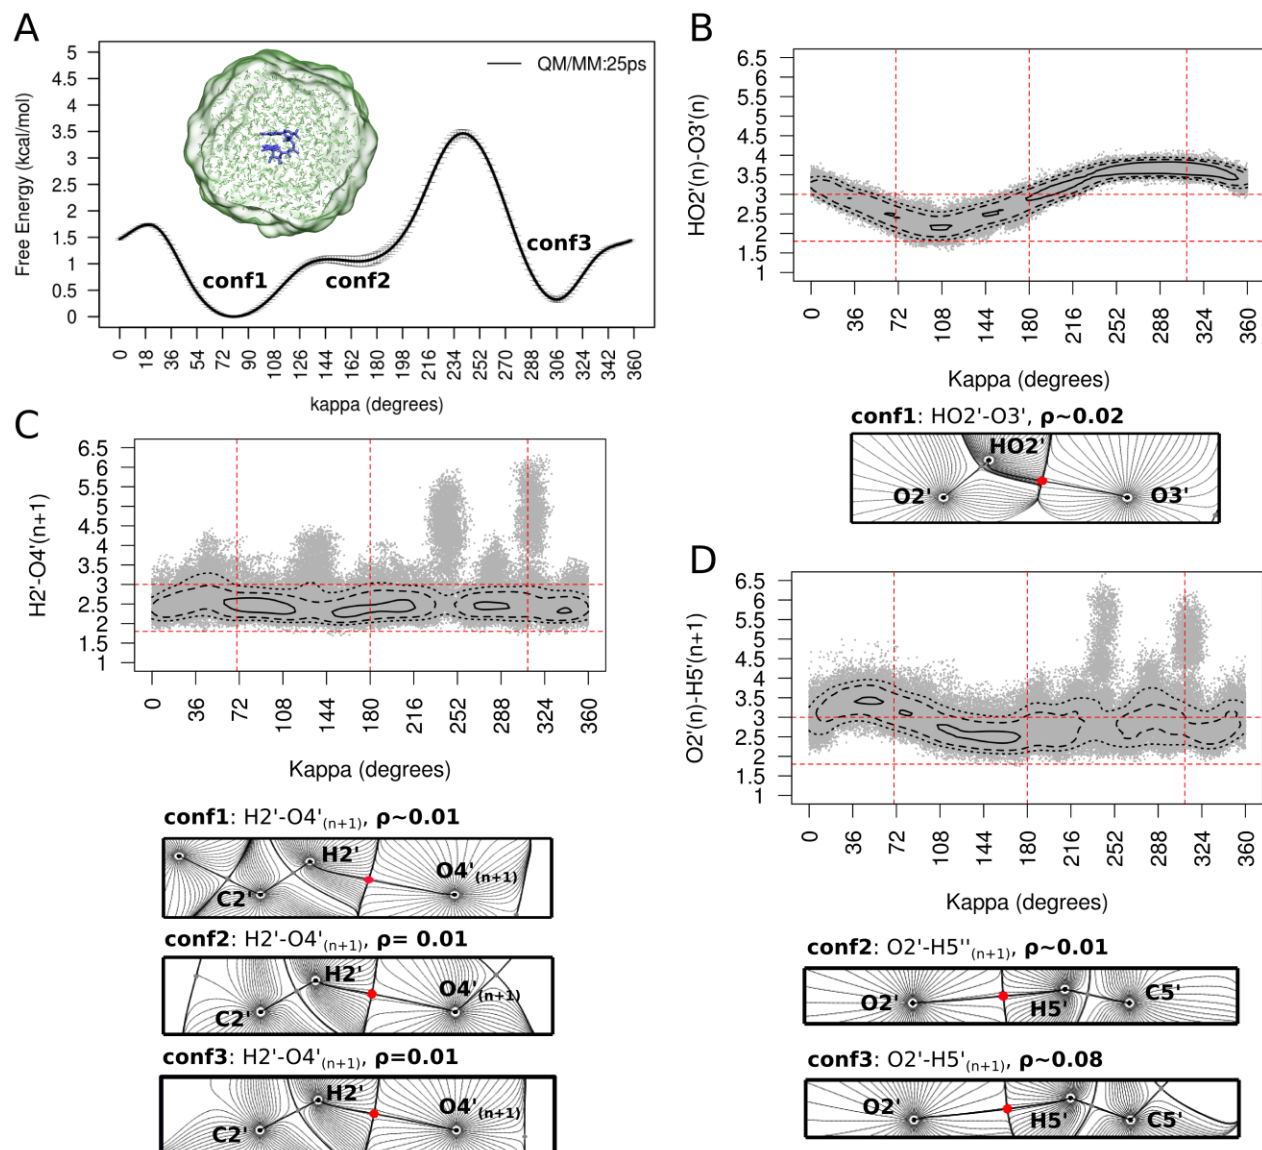 A
Free Energy (kcal/mol)
5
4.5
4
3.5
3
2.5
2
1.5
1
0.5
0
QM/MM:25ps
conf1
conf2
conf3
0 18 36 54 72 90 108 126 144 162 180 198 216 234 252 270 288 306 324 342 360
kappa (degrees)
B
HO2'(n)-O3'(n)
6.5
6
5.5
5
4.5
4
3.5
3
2.5
2
1.5
1
0 36 72 108 144 180 216 252 288 324 360
Kappa (degrees)
conf1: HO2'-O3', ρ~0.02
HO2'
O2'
O3'
C
H2'-O4'(n+1)
6.5
6
5.5
5
4.5
4
3.5
3
2.5
2
1.5
1
0 36 72 108 144 180 216 252 288 324 360
Kappa (degrees)
conf1: H2'-O4'(n+1), ρ~0.01
H2'
O4'(n+1)
C2'
conf2: H2'-O4'(n+1), ρ= 0.01
H2'
O4'(n+1)
C2'
conf3: H2'-O4'(n+1), ρ=0.01
H2'
O4'(n+1)
C2'
D
O2'(n)-H5'(n+1)
6.5
6
5.5
5
4.5
4
3.5
3
2.5
2
1.5
1
0 36 72 108 144 180 216 252 288 324 360
Kappa (degrees)
conf2: O2'-H5''(n+1), ρ~0.01
O2'
H5'
C5'
conf3: O2'-H5'(n+1), ρ~0.08
O2'
H5'
C5'